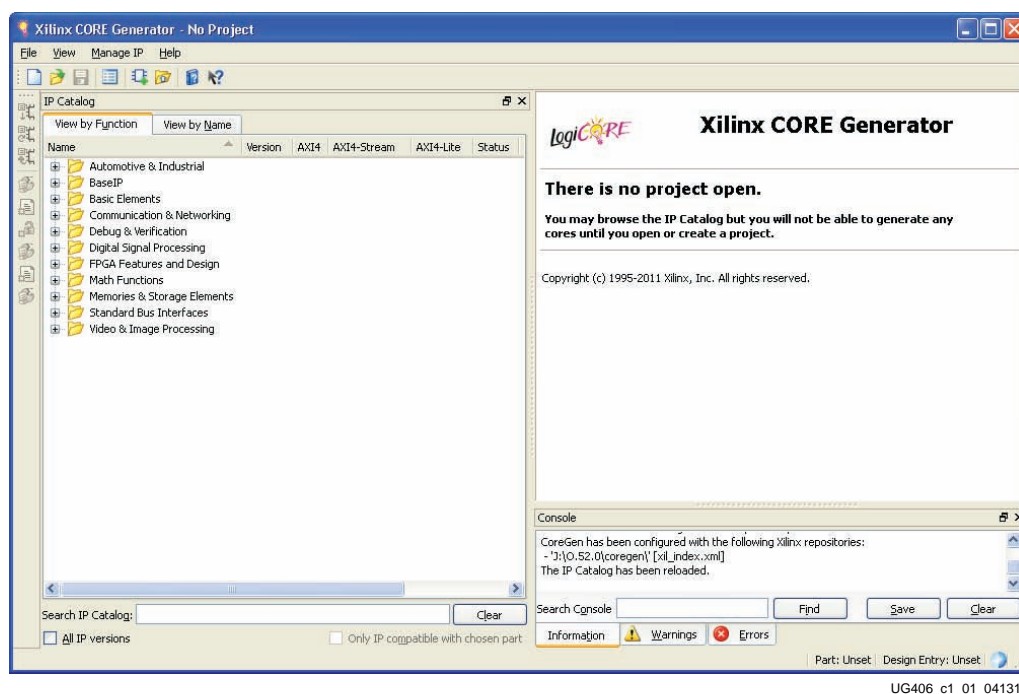 Xilinx CORE Generator - No Project
File View Manage IP Help
IP Catalog
View by Function View by Name
Name Version AXI4 AXI4-Stream AXI4-Lite Status
Automotive & Industrial
BaseIP
Basic Elements
Communication & Networking
Debug & Verification
Digital Signal Processing
FPGA Features and Design
Math Functions
Memories & Storage Elements
Standard Bus Interfaces
Video & Image Processing
Search IP Catalog: Clear
All IP versions Only IP compatible with chosen part
LogiCORE Xilinx CORE Generator
There is no project open.
You may browse the IP Catalog but you will not be able to generate any
cores until you open or create a project.
Copyright (c) 1995-2011 Xilinx, Inc. All rights reserved.
Console
CoreGen has been configured with the following Xilinx repositories:
- 'J:\O.52.0\coregen\' [xil_index.xml]
The IP Catalog has been reloaded.
Search Console Find Save Clear
Information Warnings Errors
Part: Unset Design Entry: Unset
UG406_c1_01_04131